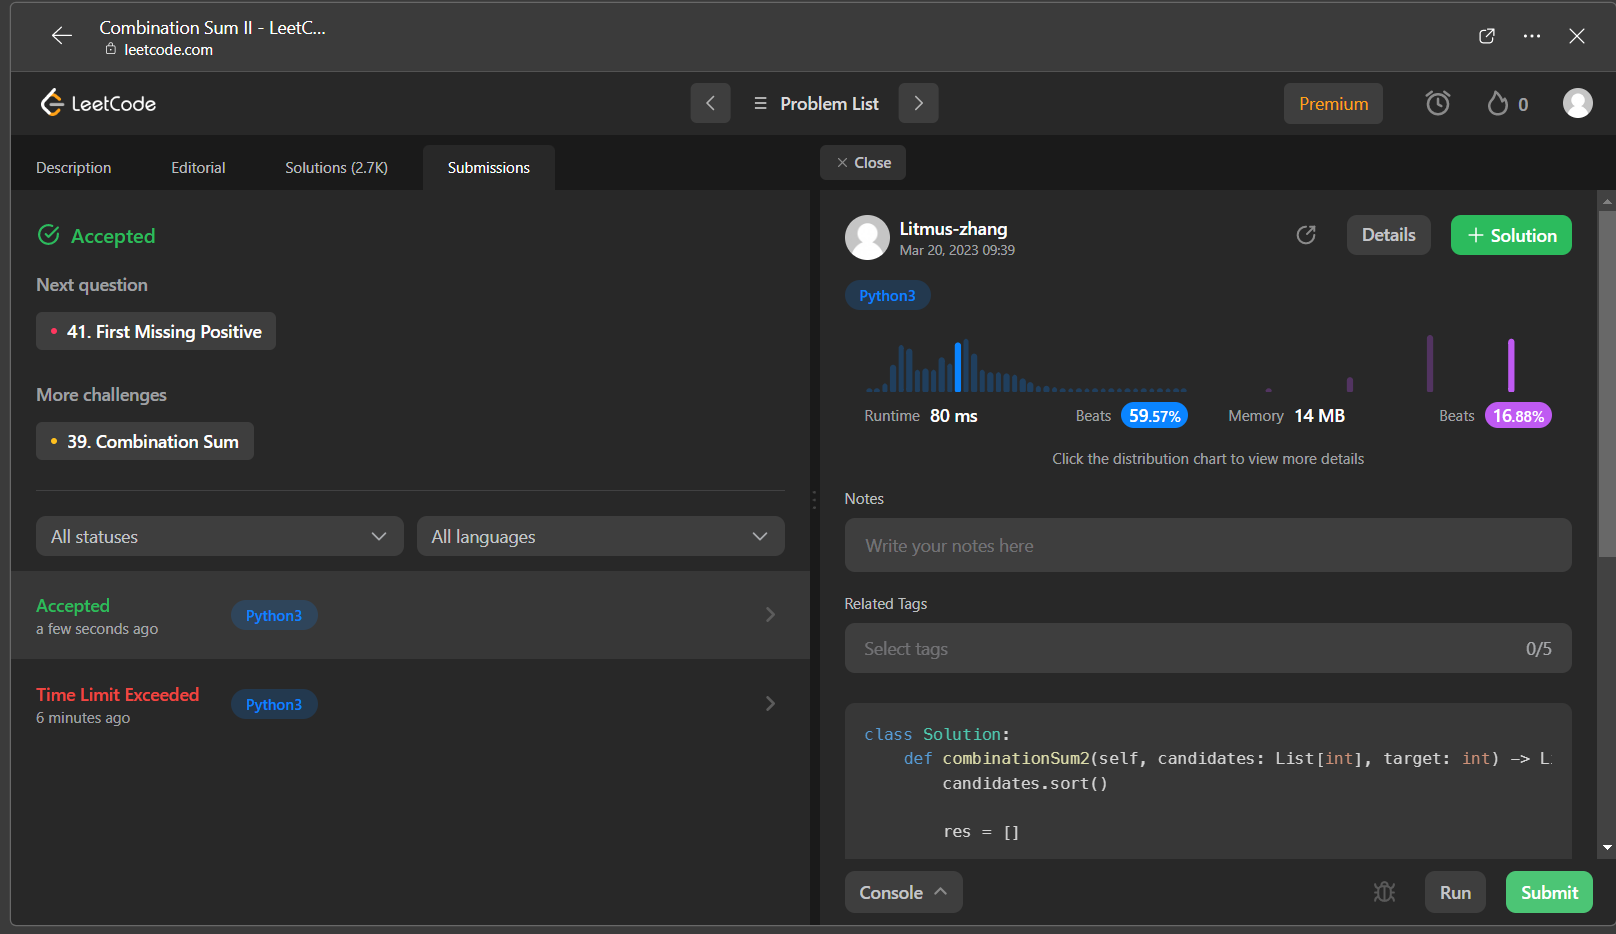 Combination Sum II - LeetC...
leetcode.com
LeetCode
Problem List
Premium
0
Description
Editorial
Solutions (2.7K)
Submissions
Close
Accepted
Next question
41. First Missing Positive
More challenges
39. Combination Sum
All statuses
All languages
Accepted
a few seconds ago
Python3
Time Limit Exceeded
6 minutes ago
Python3
Litmus-zhang
Mar 20, 2023 09:39
Details
+ Solution
Python3
Runtime 80 ms
Beats 59.57%
Memory 14 MB
Beats 16.88%
Click the distribution chart to view more details
Notes
Write your notes here
Related Tags
Select tags
0/5
class Solution:
    def combinationSum2(self, candidates: List[int], target: int) -> L
        candidates.sort()
        res = []
Console
Run
Submit